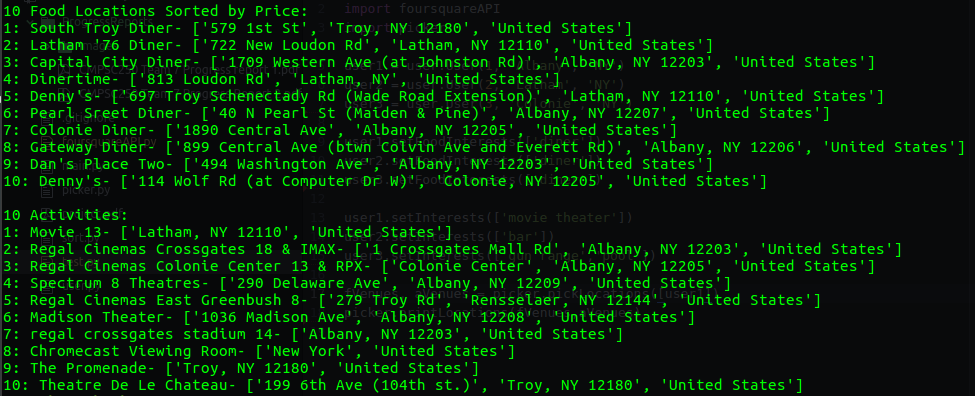 10 Food Locations Sorted by Price:
1: South Troy Diner- ['579 1st St', 'Troy, NY 12180', 'United States']
2: Latham '76 Diner- ['722 New Loudon Rd', 'Latham, NY 12110', 'United States']
3: Capital City Diner- ['1709 Western Ave (at Johnston Rd)', 'Albany, NY 12203', 'United States']
4: Dinertime- ['813 Loudon Rd', 'Latham, NY', 'United States']
5: Denny's- ['697 Troy Schenectady Rd (Wade Road Extension)', 'Latham, NY 12110', 'United States']
6: Pearl Sreet Diner- ['40 N Pearl St (Maiden & Pine)', 'Albany, NY 12207', 'United States']
7: Colonie Diner- ['1890 Central Ave', 'Albany, NY 12205', 'United States']
8: Gateway Diner- ['899 Central Ave (btwn Colvin Ave and Everett Rd)', 'Albany, NY 12206', 'United States']
9: Dan's Place Two- ['494 Washington Ave', 'Albany, NY 12203', 'United States']
10: Denny's- ['114 Wolf Rd (at Computer Dr W)', 'Colonie, NY 12205', 'United States']
10 Activities:
1: Movie 13- ['Latham, NY 12110', 'United States']
2: Regal Cinemas Crossgates 18 & IMAX- ['1 Crossgates Mall Rd', 'Albany, NY 12203', 'United States']
3: Regal Cinemas Colonie Center 13 & RPX- ['Colonie Center', 'Albany, NY 12205', 'United States']
4: Spectrum 8 Theatres- ['290 Delaware Ave', 'Albany, NY 12209', 'United States']
5: Regal Cinemas East Greenbush 8- ['279 Troy Rd', 'Rensselaer, NY 12144', 'United States']
6: Madison Theater- ['1036 Madison Ave', 'Albany, NY 12208', 'United States']
7: regal crossgates stadium 14- ['Albany, NY 12203', 'United States']
8: Chromecast Viewing Room- ['New York', 'United States']
9: The Promenade- ['Troy, NY 12180', 'United States']
10: Theatre De Le Chateau- ['199 6th Ave (104th st.)', 'Troy, NY 12180', 'United States']
import foursquareAPI
picker.py
user1.setInterests(['movie theater'])